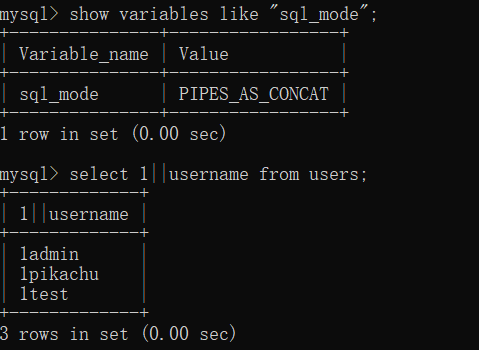 mysql> show variables like "sql_mode";
+---------------+----------------+
| Variable_name | Value          |
+---------------+----------------+
| sql_mode      | PIPES_AS_CONCAT |
+---------------+----------------+
1 row in set (0.00 sec)
mysql> select 1||username from users;
+-------------+
| 1||username |
+-------------+
| 1admin      |
| 1pikachu    |
| 1test       |
+-------------+
3 rows in set (0.00 sec)